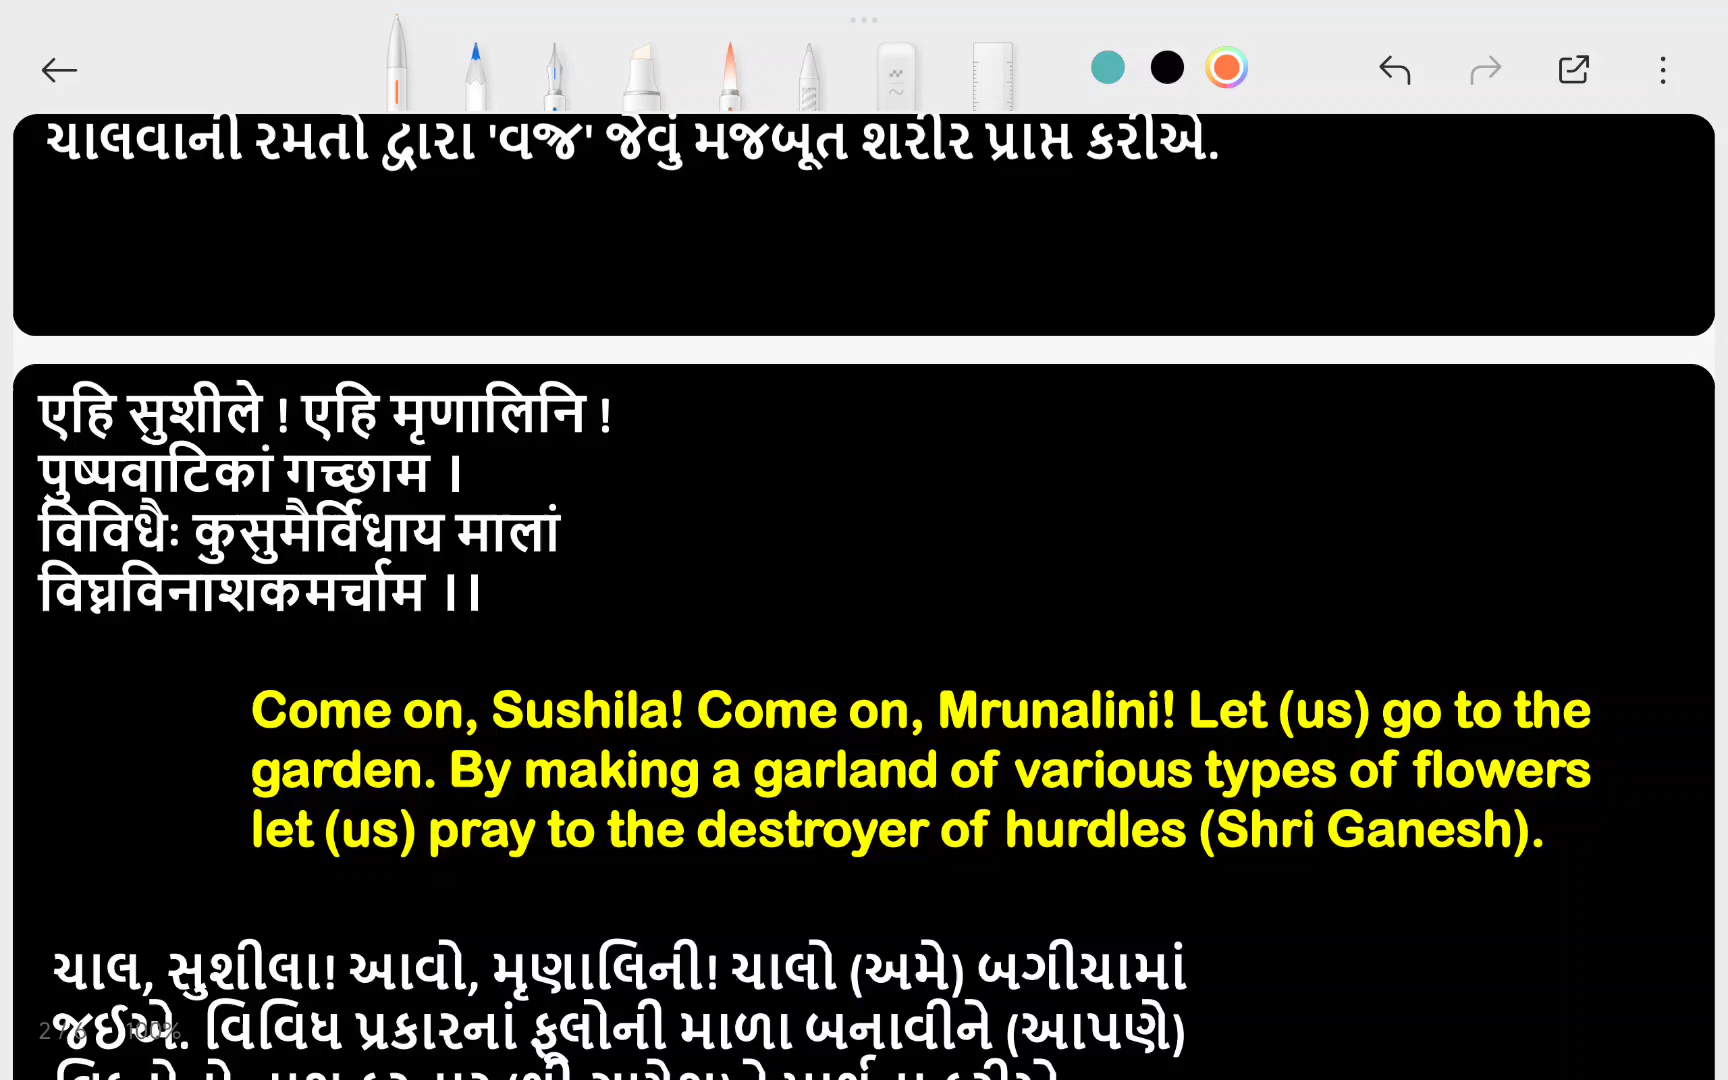 ચાલવાની રમતો દ્વારા 'વજ્ર' જેવું મજબૂત શરીર પ્રાપ્ત કરીએ.
एहि सुशीले ! एहि मृणालिनि !
पुष्पवाटिकां गच्छाम ।
विविधैः कुसुमैर्विधाय मालां
विघ्नविनाशकमर्चाम ।।
Come on, Sushila! Come on, Mrunalini! Let (us) go to the
garden. By making a garland of various types of flowers
let (us) pray to the destroyer of hurdles (Shri Ganesh).
ચાલ, સુશીલા! આવો, મૃણાલિની! ચાલો (અમે) બગીચામાં
જઈએ. વિવિધ પ્રકારનાં ફૂલોની માળા બનાવીને (આપણે)
100%